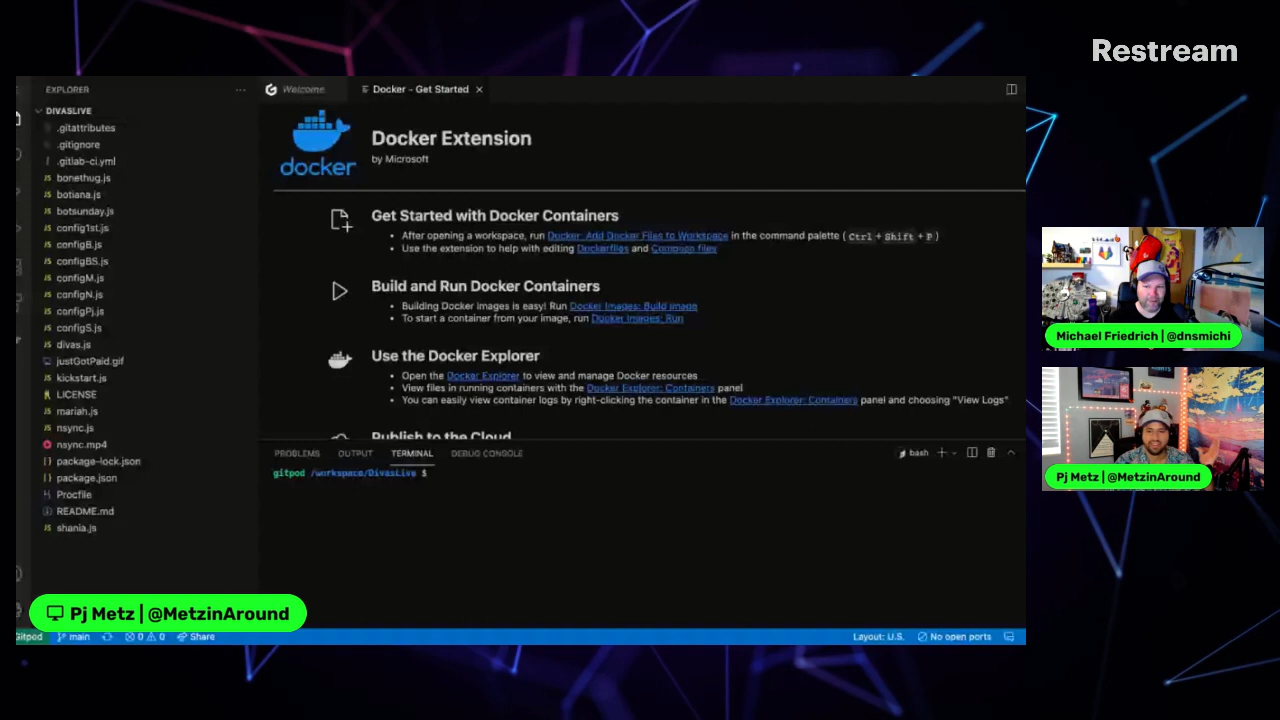 Restream
EXPLORER
DIVASLIVE
.gitattributes
.gitignore
.gitlab-ci.yml
bonethug.js
botiana.js
botsunday.js
config1st.js
configB.js
configBS.js
configM.js
configN.js
configPj.js
configS.js
divas.js
justGotPaid.gif
kickstart.js
LICENSE
mariah.js
nsync.js
nsync.mp4
package-lock.json
package.json
Procfile
README.md
shania.js
Welcome
Docker - Get Started
docker
Docker Extension
by Microsoft
Get Started with Docker Containers
• After opening a workspace, run Docker: Add Docker Files to Workspace in the command palette ( Ctrl + Shift + P )
• Use the extension to help with editing Dockerfiles and Compose files
Build and Run Docker Containers
• Building Docker images is easy! Run Docker Images: Build Image
• To start a container from your image, run Docker Images: Run
Use the Docker Explorer
• Open the Docker Explorer to view and manage Docker resources
• View files in running containers with the Docker Explorer: Containers panel
• You can easily view container logs by right-clicking the container in the Docker Explorer: Containers panel and choosing "View Logs"
Publish to the Cloud
PROBLEMS OUTPUT TERMINAL DEBUG CONSOLE
bash
gitpod /workspace/DivasLive $
Gitpod main 0 0 Share
Layout: U.S. No open ports
Pj Metz | @MetzinAround
Michael Friedrich | @dnsmichi
Pj Metz | @MetzinAround